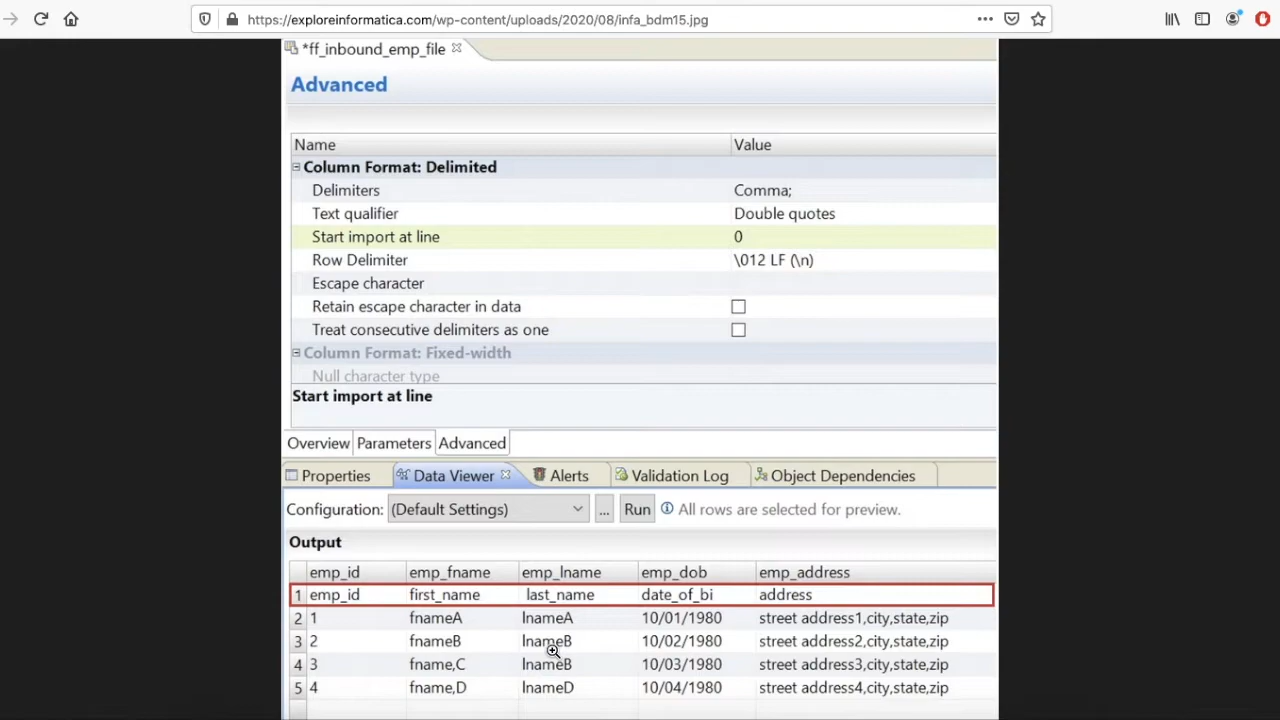 https://exploreinformatica.com/wp-content/uploads/2020/08/infa_bdm15.jpg
*ff_inbound_emp_file
Advanced
Name Value
Column Format: Delimited
Delimiters Comma;
Text qualifier Double quotes
Start import at line 0
Row Delimiter \012 LF (\n)
Escape character
Retain escape character in data
Treat consecutive delimiters as one
Column Format: Fixed-width
Null character type
Start import at line
Overview Parameters Advanced
Properties Data Viewer Alerts Validation Log Object Dependencies
Configuration: (Default Settings) ... Run All rows are selected for preview.
Output
emp_id emp_fname emp_lname emp_dob emp_address
1 emp_id first_name last_name date_of_bi address
2 1 fnameA lnameA 10/01/1980 street address1,city,state,zip
3 2 fnameB lnameB 10/02/1980 street address2,city,state,zip
4 3 fname,C lnameB 10/03/1980 street address3,city,state,zip
5 4 fname,D lnameD 10/04/1980 street address4,city,state,zip